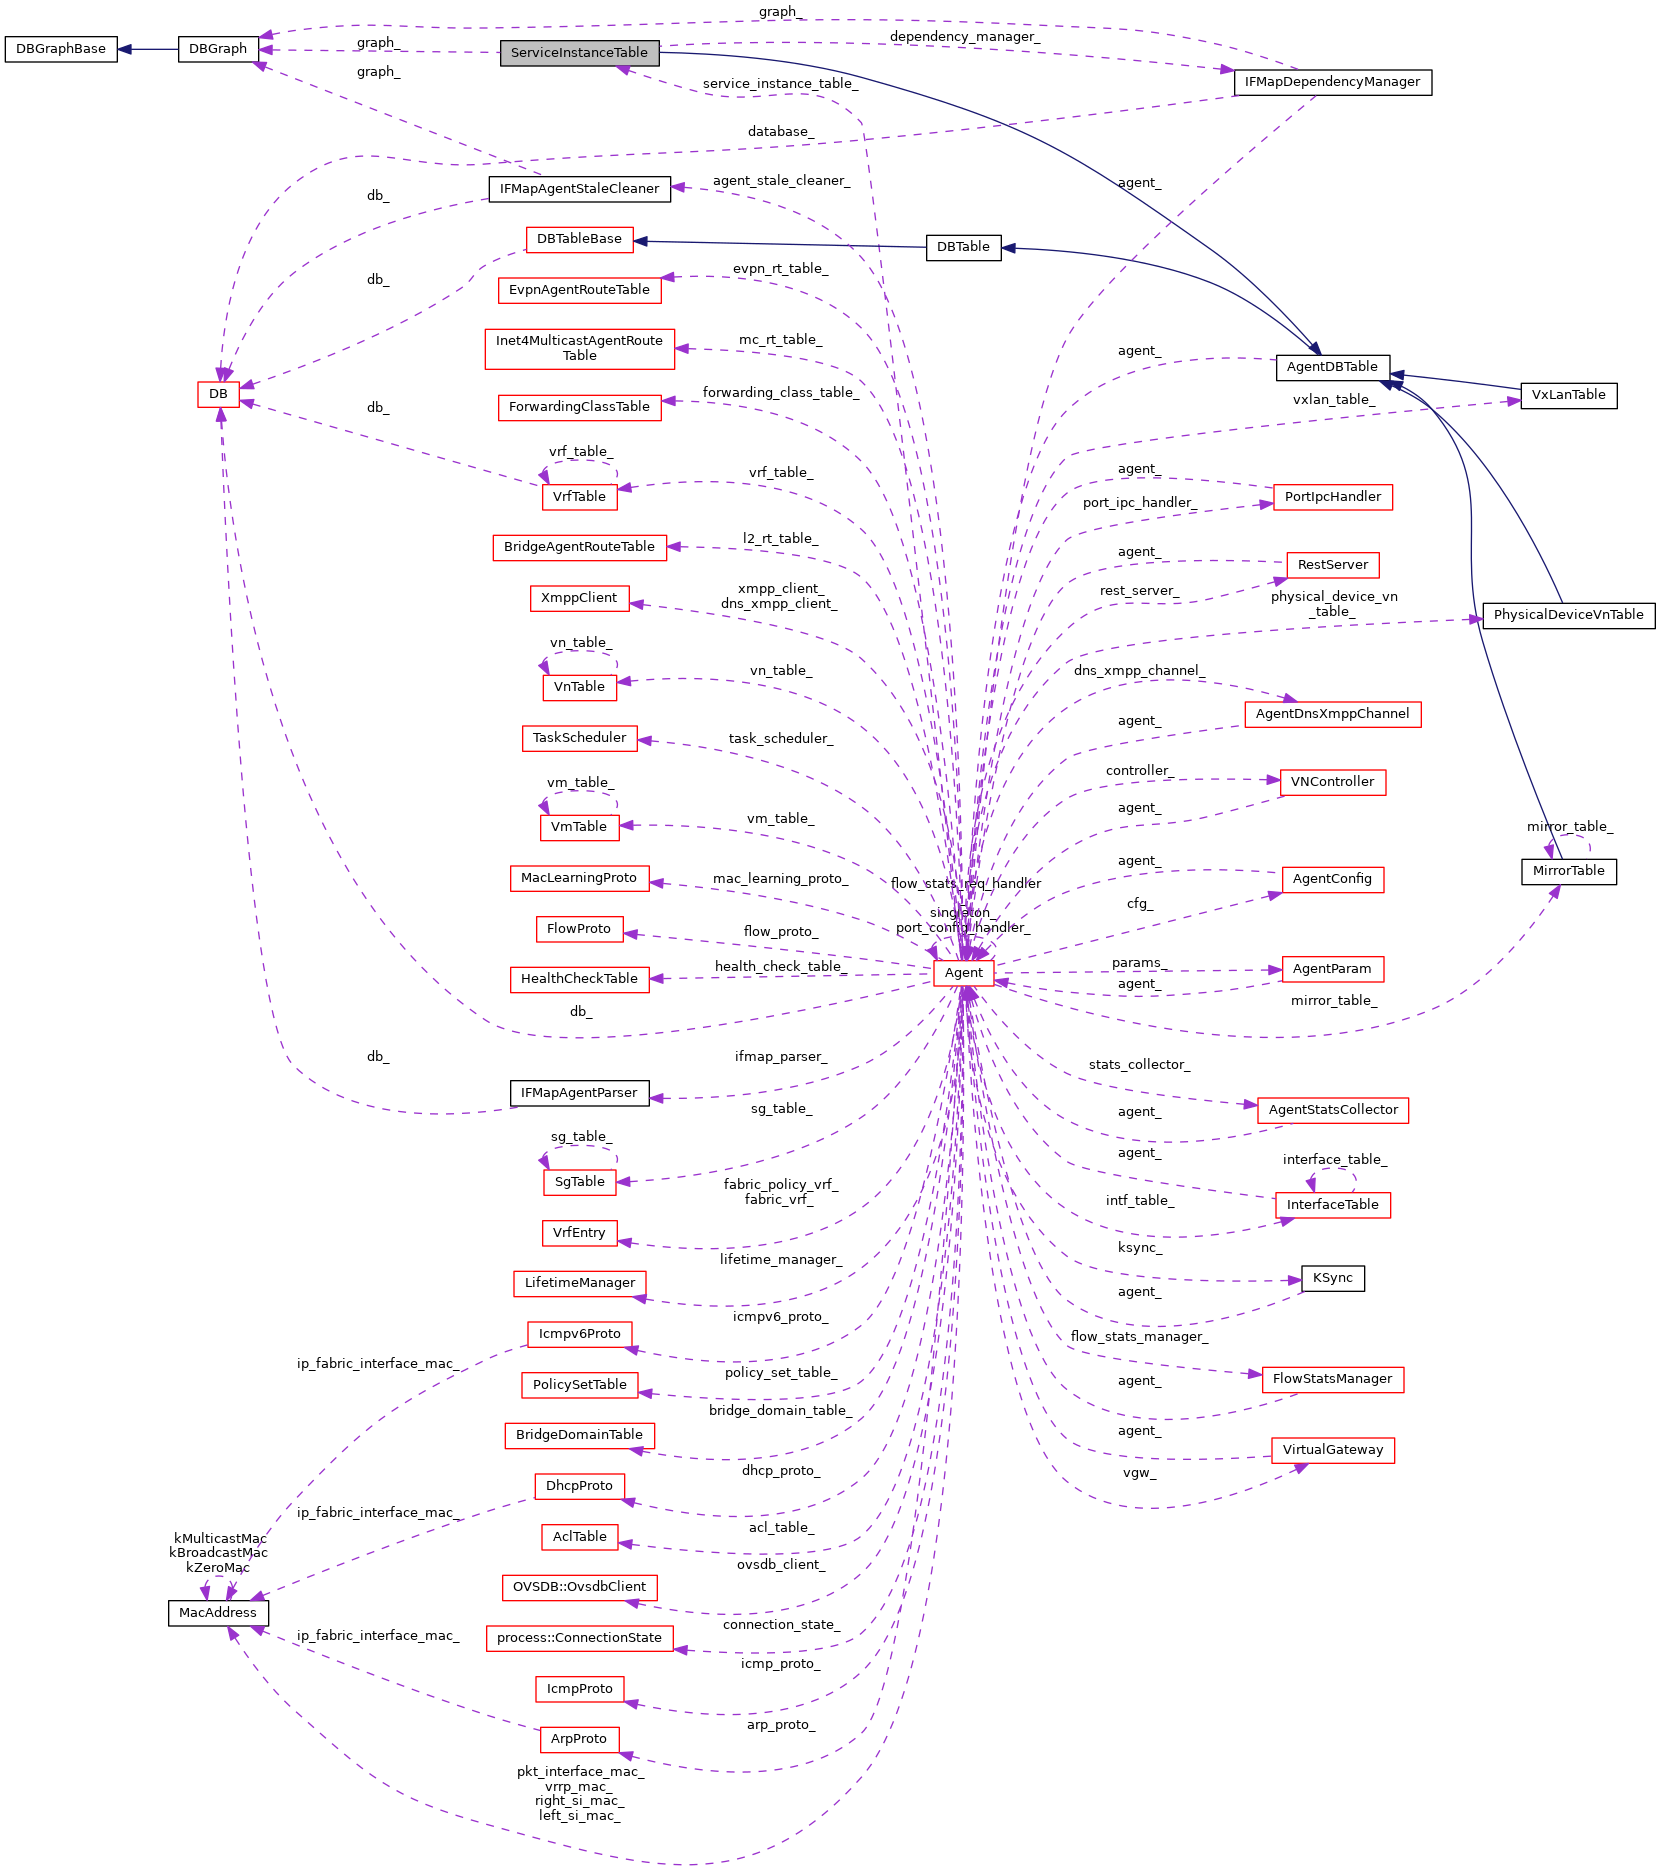 graph_
DBGraphBase
DBGraph
graph_
ServiceInstanceTable
dependency_manager_
graph_
service_instance_table_
IFMapDependencyManager
database_
agent_stale_cleaner_
agent_
IFMapAgentStaleCleaner
db_
DBTableBase
DBTable
evpn_rt_table_
db_
EvpnAgentRouteTable
Inet4MulticastAgentRoute
Table
mc_rt_table_
agent_
AgentDBTable
DB
forwarding_class_table_
vxlan_table_
VxLanTable
db_
ForwardingClassTable
vrf_table_
vrf_table_
agent_
VrfTable
port_ipc_handler_
PortIpcHandler
BridgeAgentRouteTable
l2_rt_table_
agent_
RestServer
xmpp_client_
dns_xmpp_client_
XmppClient
rest_server_
physical_device_vn
_table_
PhysicalDeviceVnTable
vn_table_
vn_table_
dns_xmpp_channel_
VnTable
AgentDnsXmppChannel
TaskScheduler
task_scheduler_
agent_
vm_table_
controller_
VNController
VmTable
vm_table_
agent_
mirror_table_
MacLearningProto
mac_learning_proto_
flow_stats_req_handler
_
singleton_
port_config_handler_
agent_
AgentConfig
MirrorTable
cfg_
FlowProto
flow_proto_
HealthCheckTable
health_check_table_
Agent
params_
agent_
AgentParam
mirror_table_
db_
db_
ifmap_parser_
stats_collector_
IFMapAgentParser
sg_table_
agent_
AgentStatsCollector
sg_table_
agent_
interface_table_
SgTable
fabric_policy_vrf_
fabric_vrf_
intf_table_
InterfaceTable
VrfEntry
ksync_
lifetime_manager_
LifetimeManager
agent_
KSync
icmpv6_proto_
Icmpv6Proto
flow_stats_manager_
ip_fabric_interface_mac_
policy_set_table_
PolicySetTable
agent_
FlowStatsManager
bridge_domain_table_
BridgeDomainTable
agent_
VirtualGateway
dhcp_proto_
vgw_
DhcpProto
ip_fabric_interface_mac_
acl_table_
AclTable
kMulticastMac
kBroadcastMac
kZeroMac
ovsdb_client_
OVSDB::OvsdbClient
MacAddress
connection_state_
ip_fabric_interface_mac_
process::ConnectionState
icmp_proto_
IcmpProto
arp_proto_
ArpProto
pkt_interface_mac_
vrrp_mac_
right_si_mac_
left_si_mac_